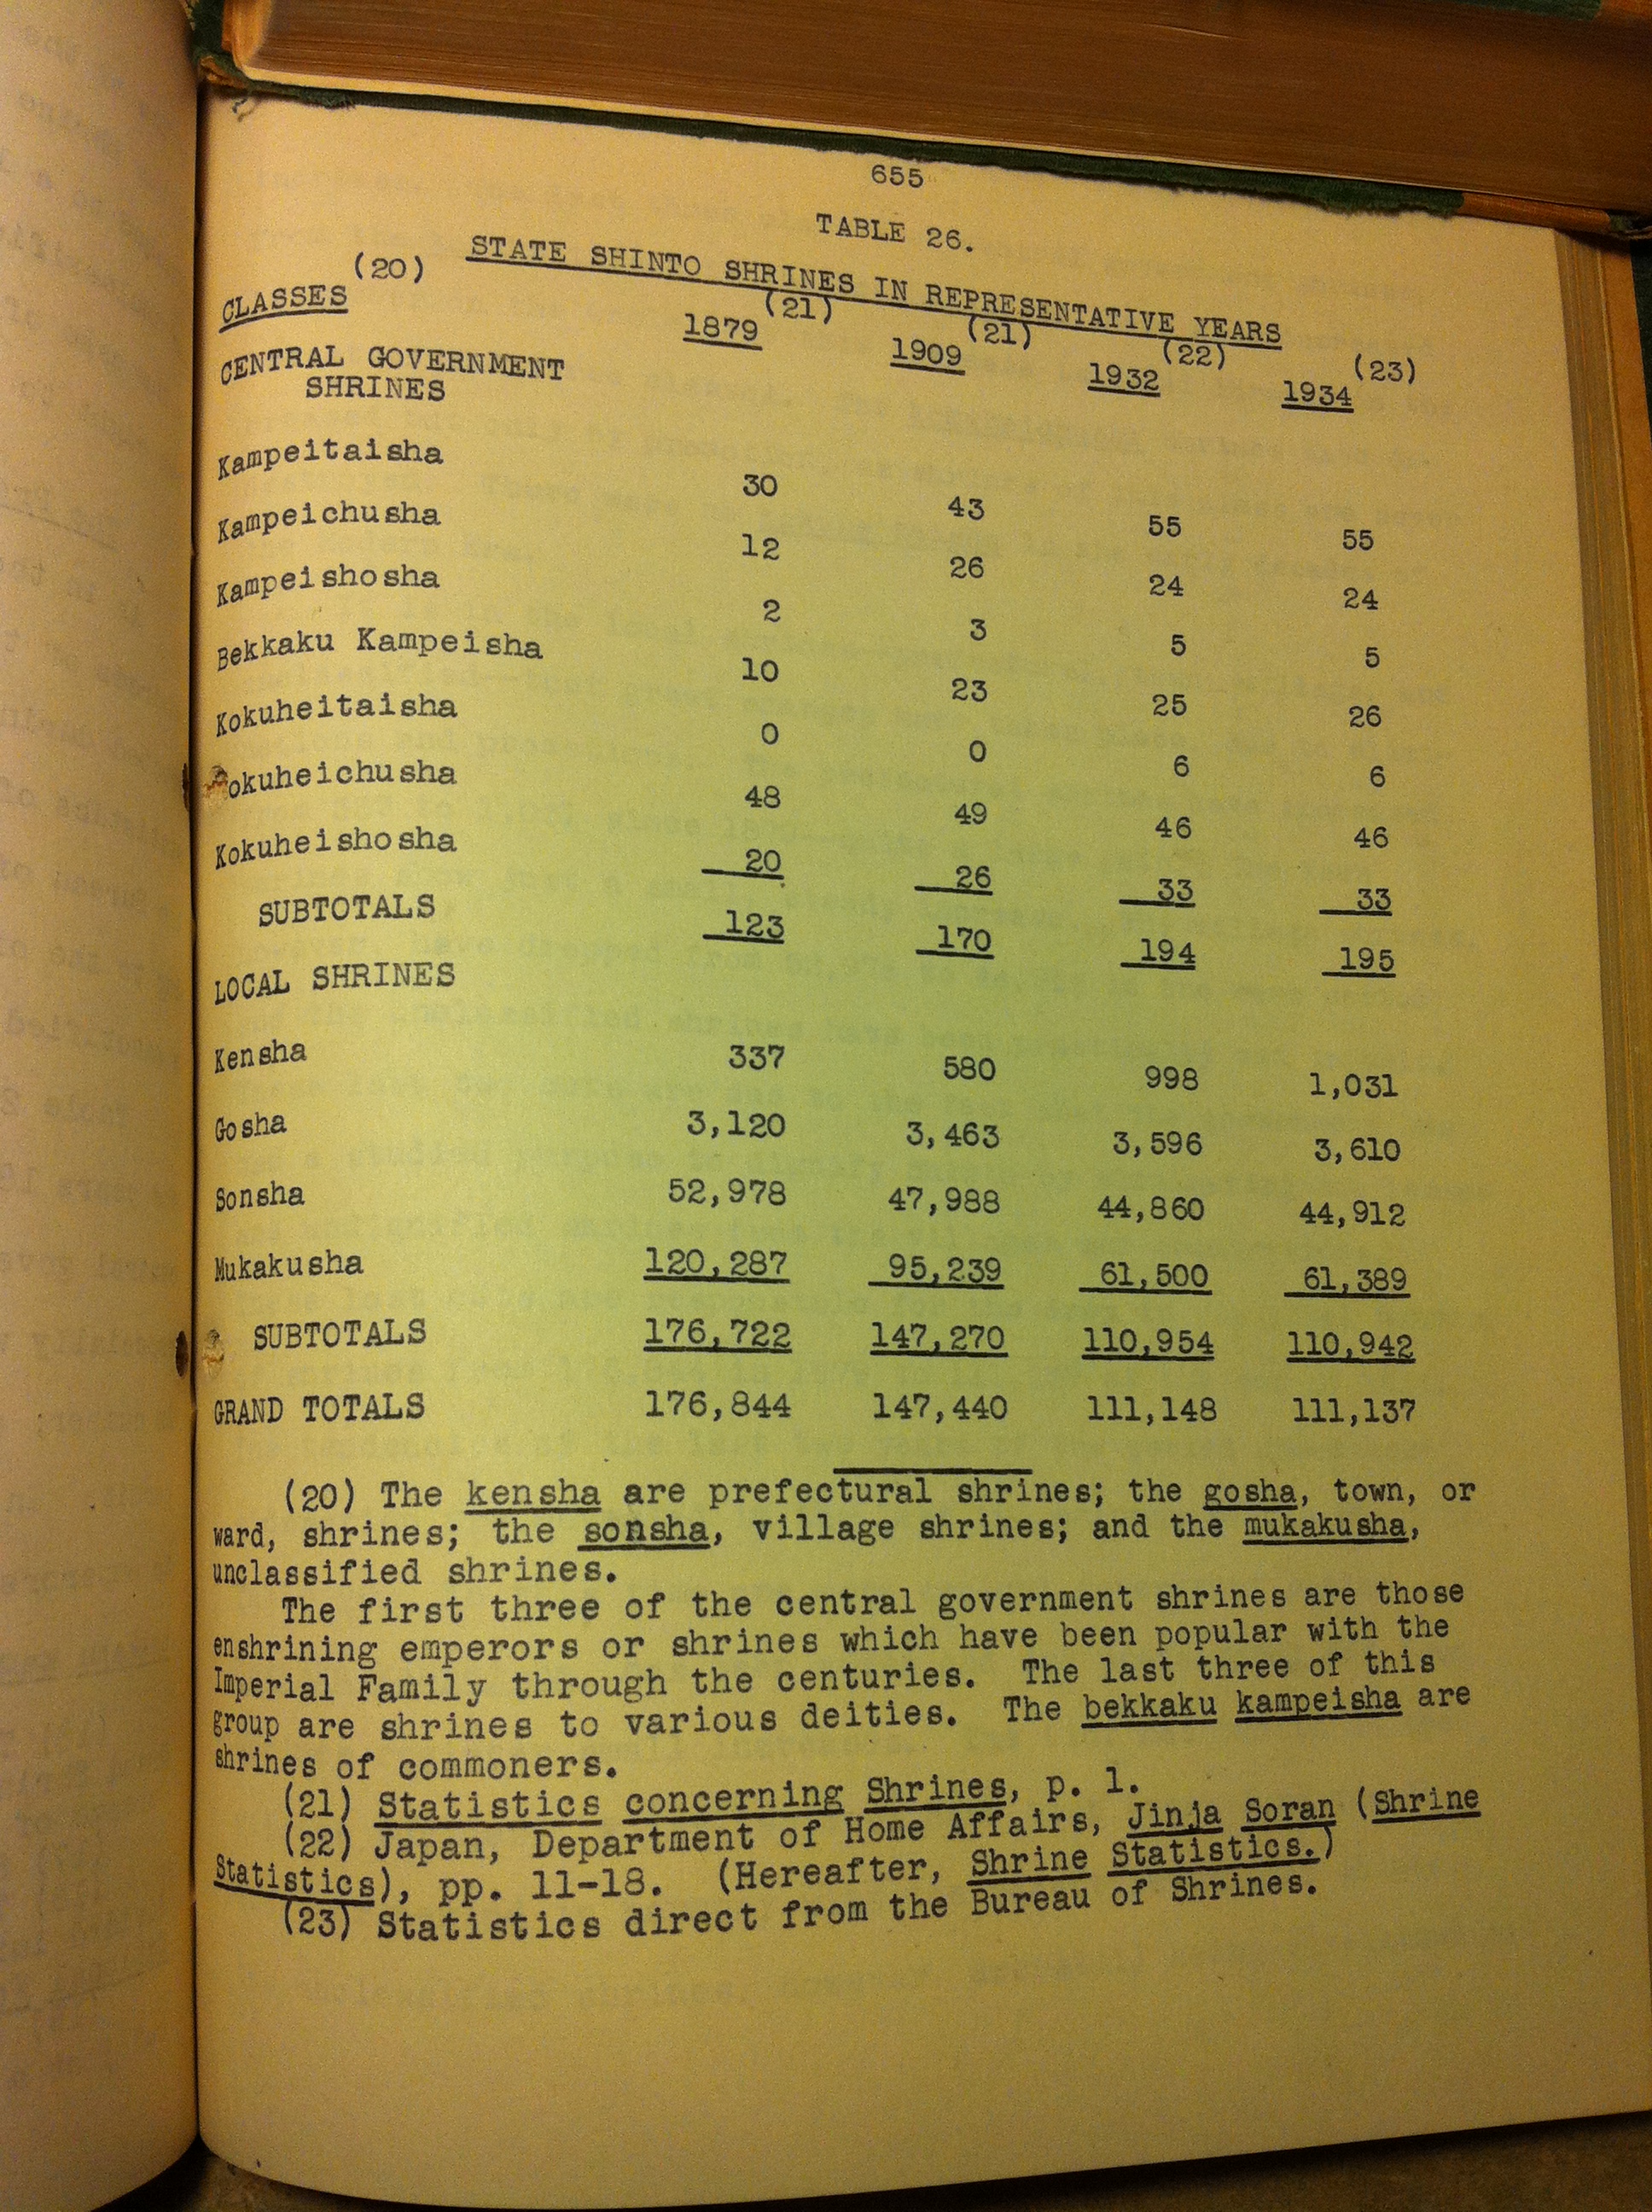 655
TABLE 26.
STATE SHINTO SHRINES IN REPRESENTATIVE YEARS
CLASSES (20) 1879 (21) 1909 (21) 1932 (22) 1934 (23)
CENTRAL GOVERNMENT
SHRINES
Kampeitaisha 30 43 55 55
Kampeichusha 12 26 24 24
Kampeishosha 2 3 5 5
Bekkaku Kampeisha 10 23 25 26
Kokuheitaisha 0 0 6 6
okuheichusha 48 49 46 46
Kokuheishosha 20 26 33 33
SUBTOTALS 123 170 194 195
LOCAL SHRINES
Kensha 337 580 998 1,031
Gosha 3,120 3,463 3,596 3,610
Sonsha 52,978 47,988 44,860 44,912
Mukakusha 120,287 95,239 61,500 61,389
SUBTOTALS 176,722 147,270 110,954 110,942
GRAND TOTALS 176,844 147,440 111,148 111,137
(20) The kensha are prefectural shrines; the gosha, town, or
ward, shrines; the sonsha, village shrines; and the mukakusha,
unclassified shrines.
The first three of the central government shrines are those
enshrining emperors or shrines which have been popular with the
Imperial Family through the centuries. The last three of this
group are shrines to various deities. The bekkaku kampeisha are
shrines of commoners.
(21) Statistics concerning Shrines, p. 1.
(22) Japan, Department of Home Affairs, Jinja Soran (Shrine
Statistics), pp. 11-18. (Hereafter, Shrine Statistics.)
(23) Statistics direct from the Bureau of Shrines.